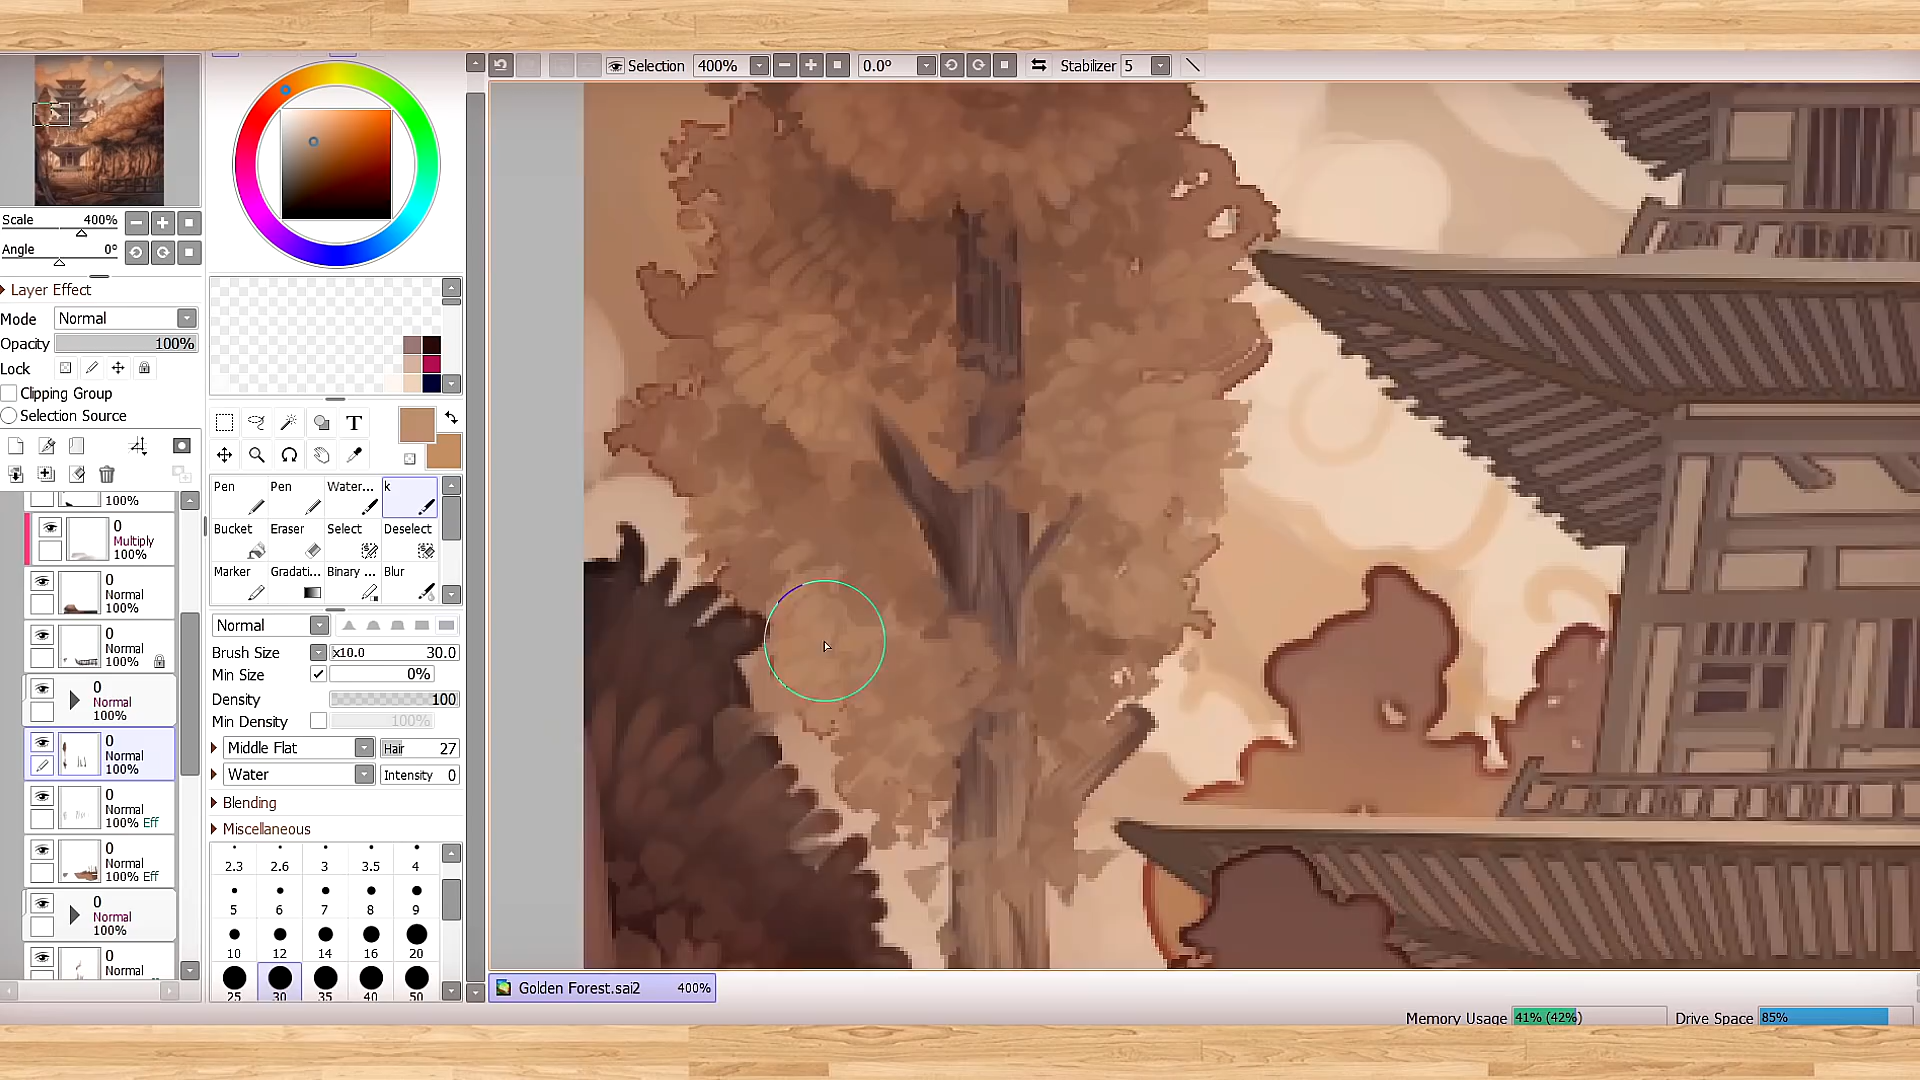 Selection 400% 0.0° Stabilizer 5
Scale 400%
Angle 0°
Layer Effect
Mode Normal
Opacity 100%
Lock
Clipping Group
Selection Source
100%
0
Multiply
100%
0
Normal
100%
0
Normal
100%
0
Normal
100%
0
Normal
100%
0
Normal
100% Eff
0
Normal
100% Eff
0
Normal
100%
0
Normal
T
Pen Pen Water... k
Bucket Eraser Select Deselect
Marker Gradati... Binary ... Blur
Normal
Brush Size x10.0 30.0
Min Size 0%
Density 100
Min Density 100%
Middle Flat Hair 27
Water Intensity 0
Blending
Miscellaneous
2.3 2.6 3 3.5 4
5 6 7 8 9
10 12 14 16 20
25 30 35 40 50
Golden Forest.sai2 400%
Memory Usage 41% (42%) Drive Space 85%